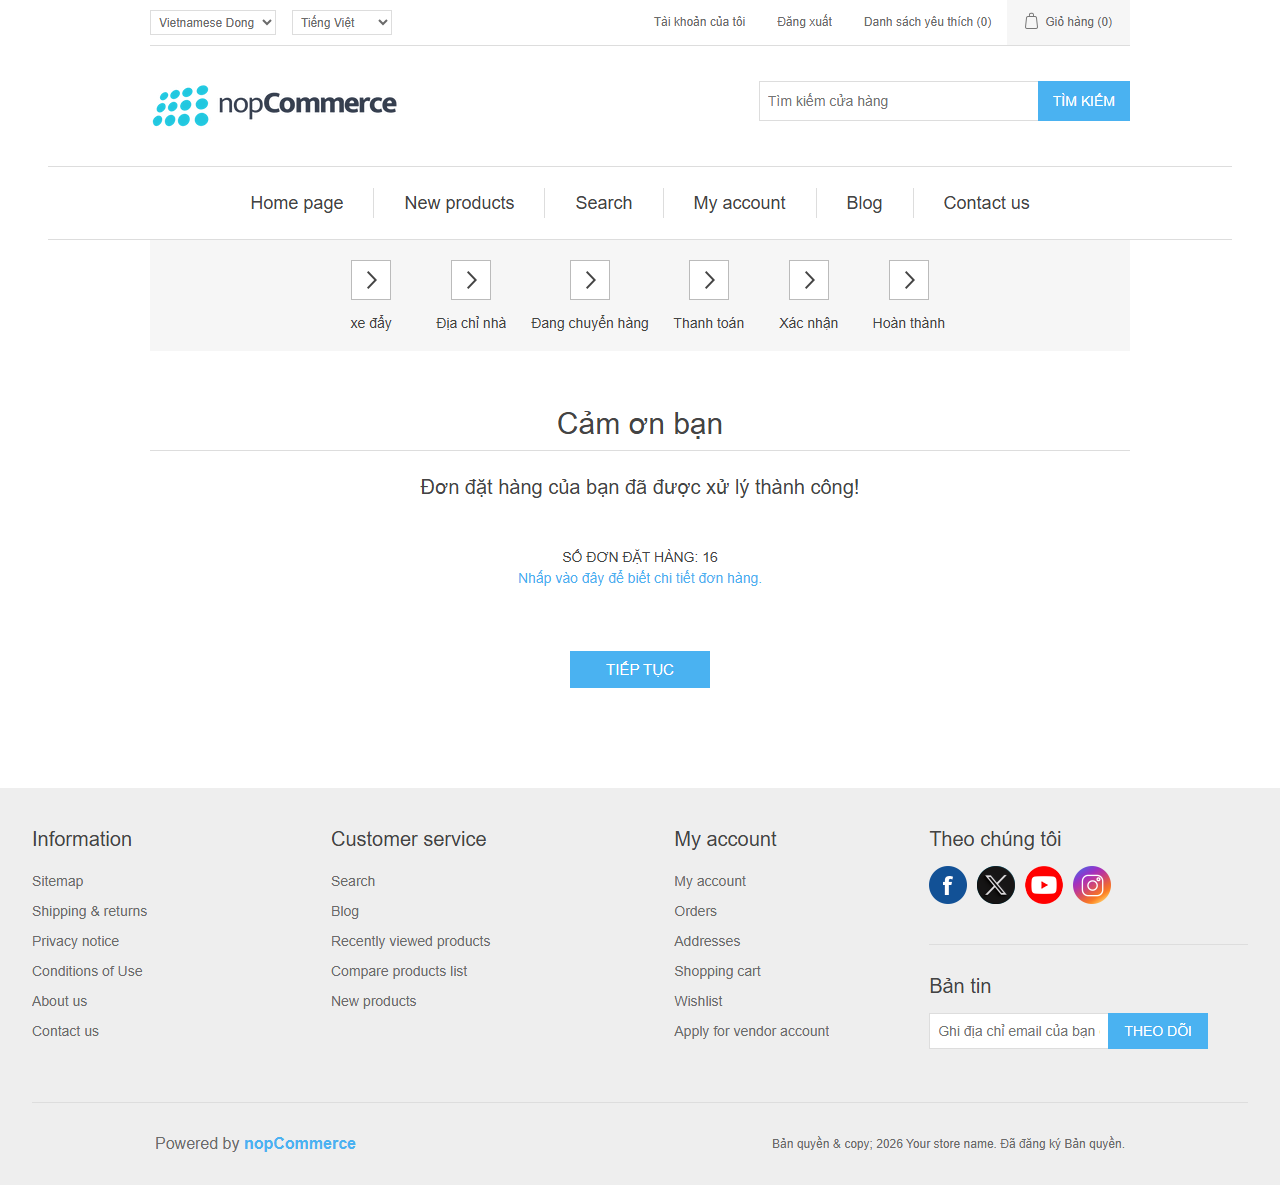 Vietnamese Dong Tiếng Việt Tài khoản của tôi Đăng xuất Danh sách yêu thích (0) Giỏ hàng (0)
nopCommerce Tìm kiếm cửa hàng TÌM KIẾM
Home page New products Search My account Blog Contact us
xe đẩy Địa chỉ nhà Đang chuyển hàng Thanh toán Xác nhận Hoàn thành
Cảm ơn bạn
Đơn đặt hàng của bạn đã được xử lý thành công!
SỐ ĐƠN ĐẶT HÀNG: 16
Nhấp vào đây để biết chi tiết đơn hàng.
TIẾP TỤC
Information
Sitemap
Shipping & returns
Privacy notice
Conditions of Use
About us
Contact us
Customer service
Search
Blog
Recently viewed products
Compare products list
New products
My account
My account
Orders
Addresses
Shopping cart
Wishlist
Apply for vendor account
Theo chúng tôi
Bản tin
Ghi địa chỉ email của bạn THEO DÕI
Powered by nopCommerce Bản quyền & copy; 2026 Your store name. Đã đăng ký Bản quyền.